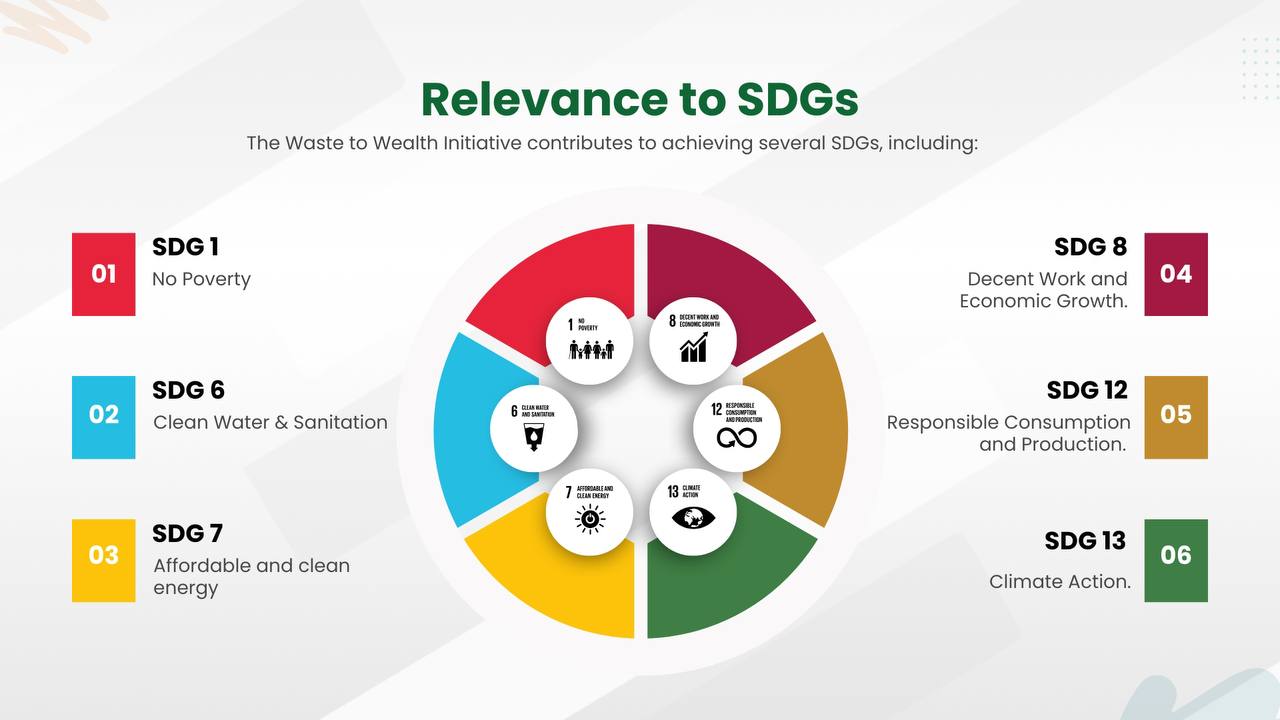 Relevance to SDGs
The Waste to Wealth Initiative contributes to achieving several SDGs, including:
01
SDG 1
No Poverty
02
SDG 6
Clean Water & Sanitation
03
SDG 7
Affordable and clean
energy
1 NO
POVERTY
8 DECENT WORK AND
ECONOMIC GROWTH
6 CLEAN WATER
AND SANITATION
12 RESPONSIBLE
CONSUMPTION
AND PRODUCTION
7 AFFORDABLE AND
CLEAN ENERGY
13 CLIMATE
ACTION
SDG 8
04
Decent Work and
Economic Growth.
SDG 12
05
Responsible Consumption
and Production.
SDG 13
06
Climate Action.